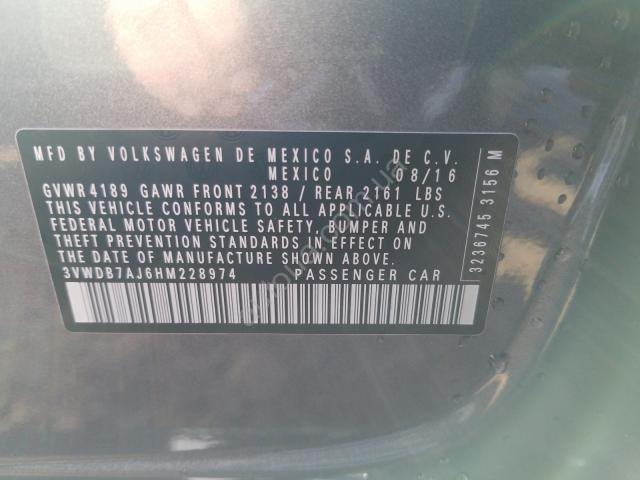 MFD BY VOLKSWAGEN DE MEXICO S.A. DE C.V.
MEXICO 08/16
GVWR 4189 GAWR FRONT 2138 / REAR 2161 LBS
THIS VEHICLE CONFORMS TO ALL APPLICABLE U.S.
FEDERAL MOTOR VEHICLE SAFETY, BUMPER AND
THEFT PREVENTION STANDARDS IN EFFECT ON
THE DATE OF MANUFACTURE SHOWN ABOVE
3VWDB7AJ6HM228974 PASSENGER CAR
3236745 3156 M